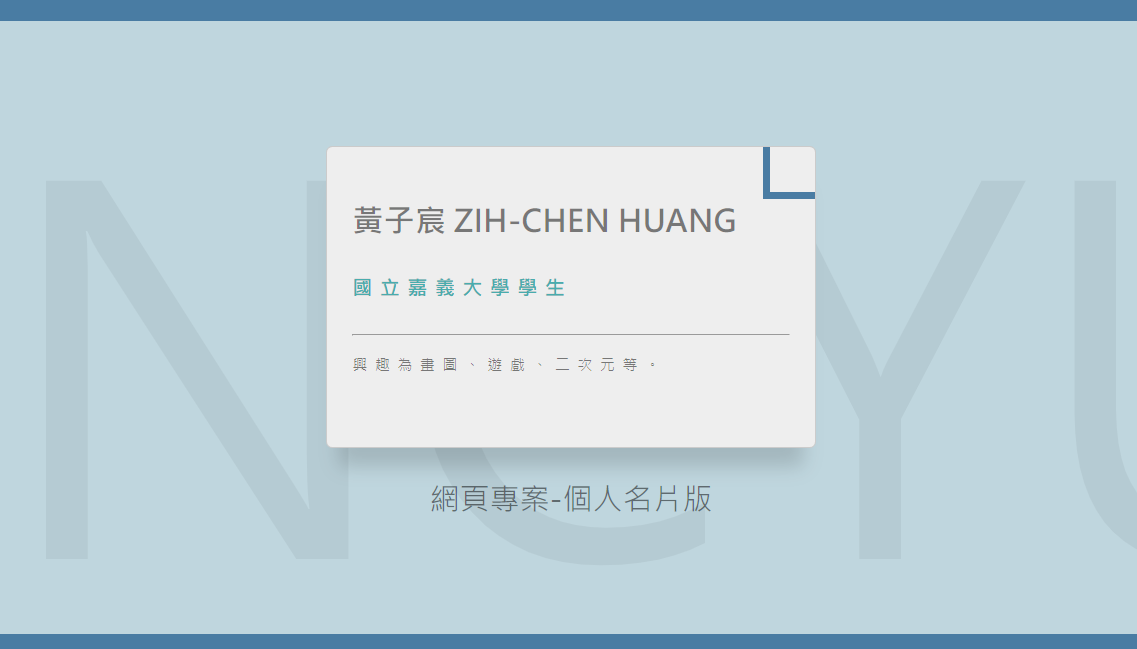 NCYU
黃子宸 ZIH-CHEN HUANG
國立嘉義大學學生
興趣為畫圖、遊戲、二次元等。
網頁專案-個人名片版